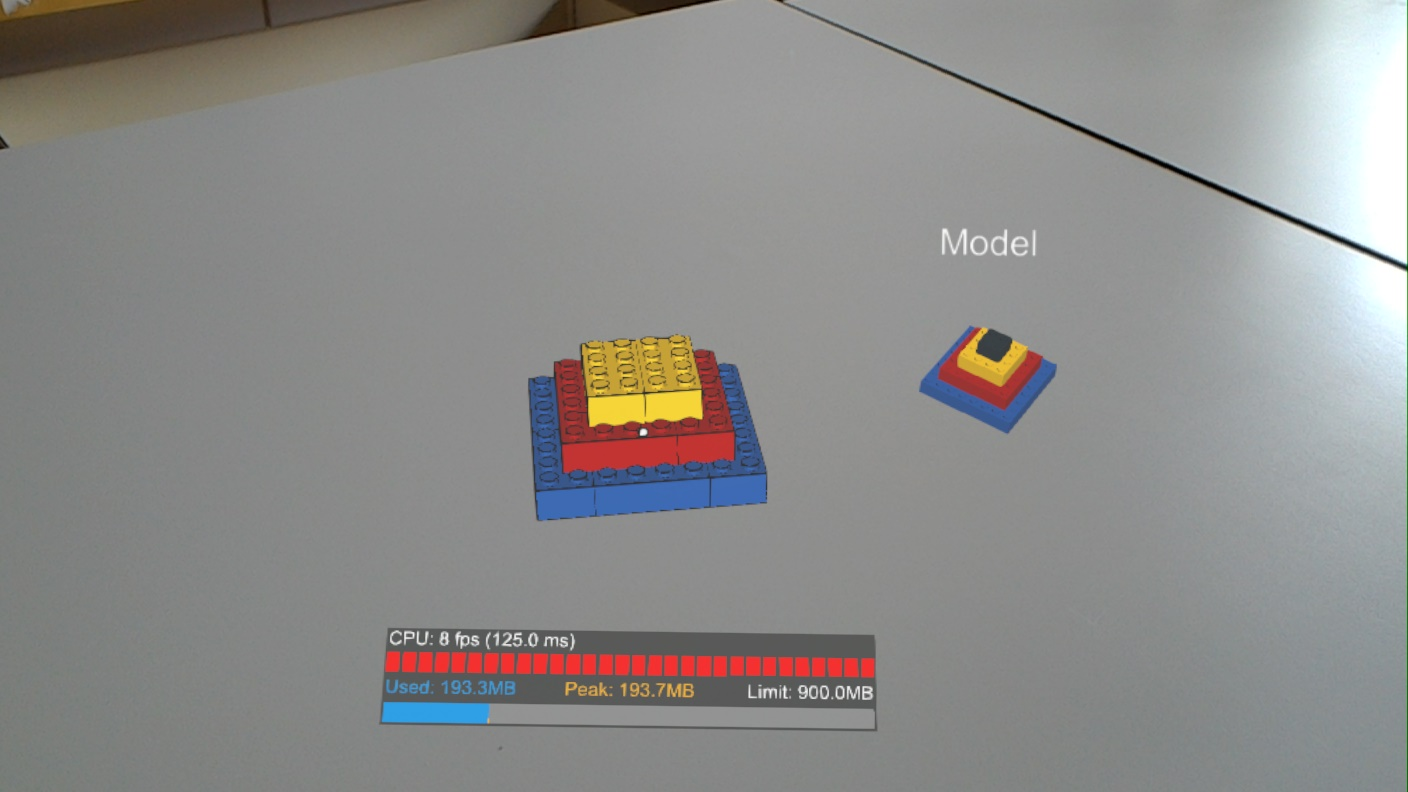 Model
CPU: 8 fps (125.0 ms)
Used: 193.3MB Peak: 193.7MB Limit: 900.0MB